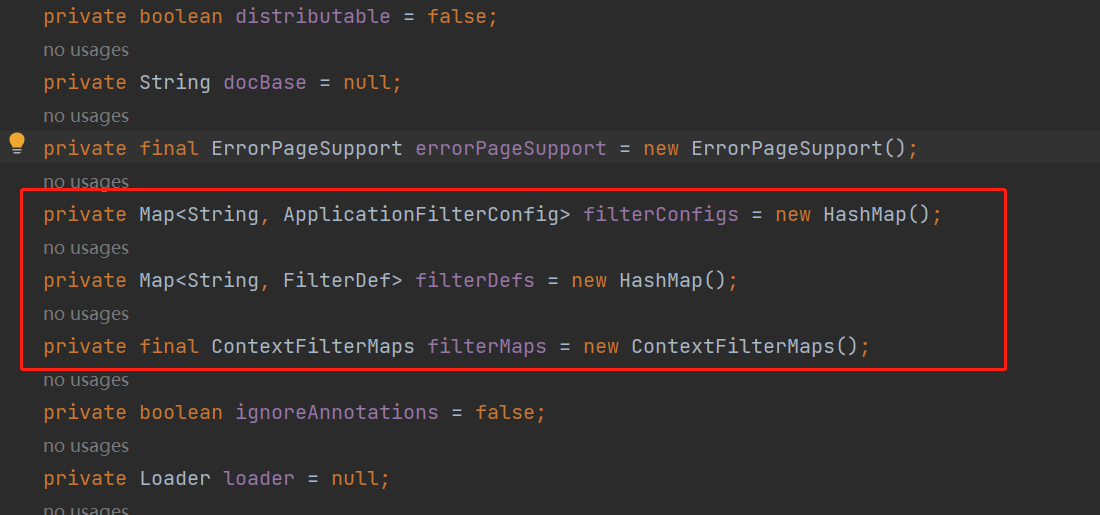 private boolean distributable = false;
no usages
private String docBase = null;
no usages
private final ErrorPageSupport errorPageSupport = new ErrorPageSupport();
no usages
private Map<String, ApplicationFilterConfig> filterConfigs = new HashMap();
no usages
private Map<String, FilterDef> filterDefs = new HashMap();
no usages
private final ContextFilterMaps filterMaps = new ContextFilterMaps();
no usages
private boolean ignoreAnnotations = false;
no usages
private Loader loader = null;
no usages